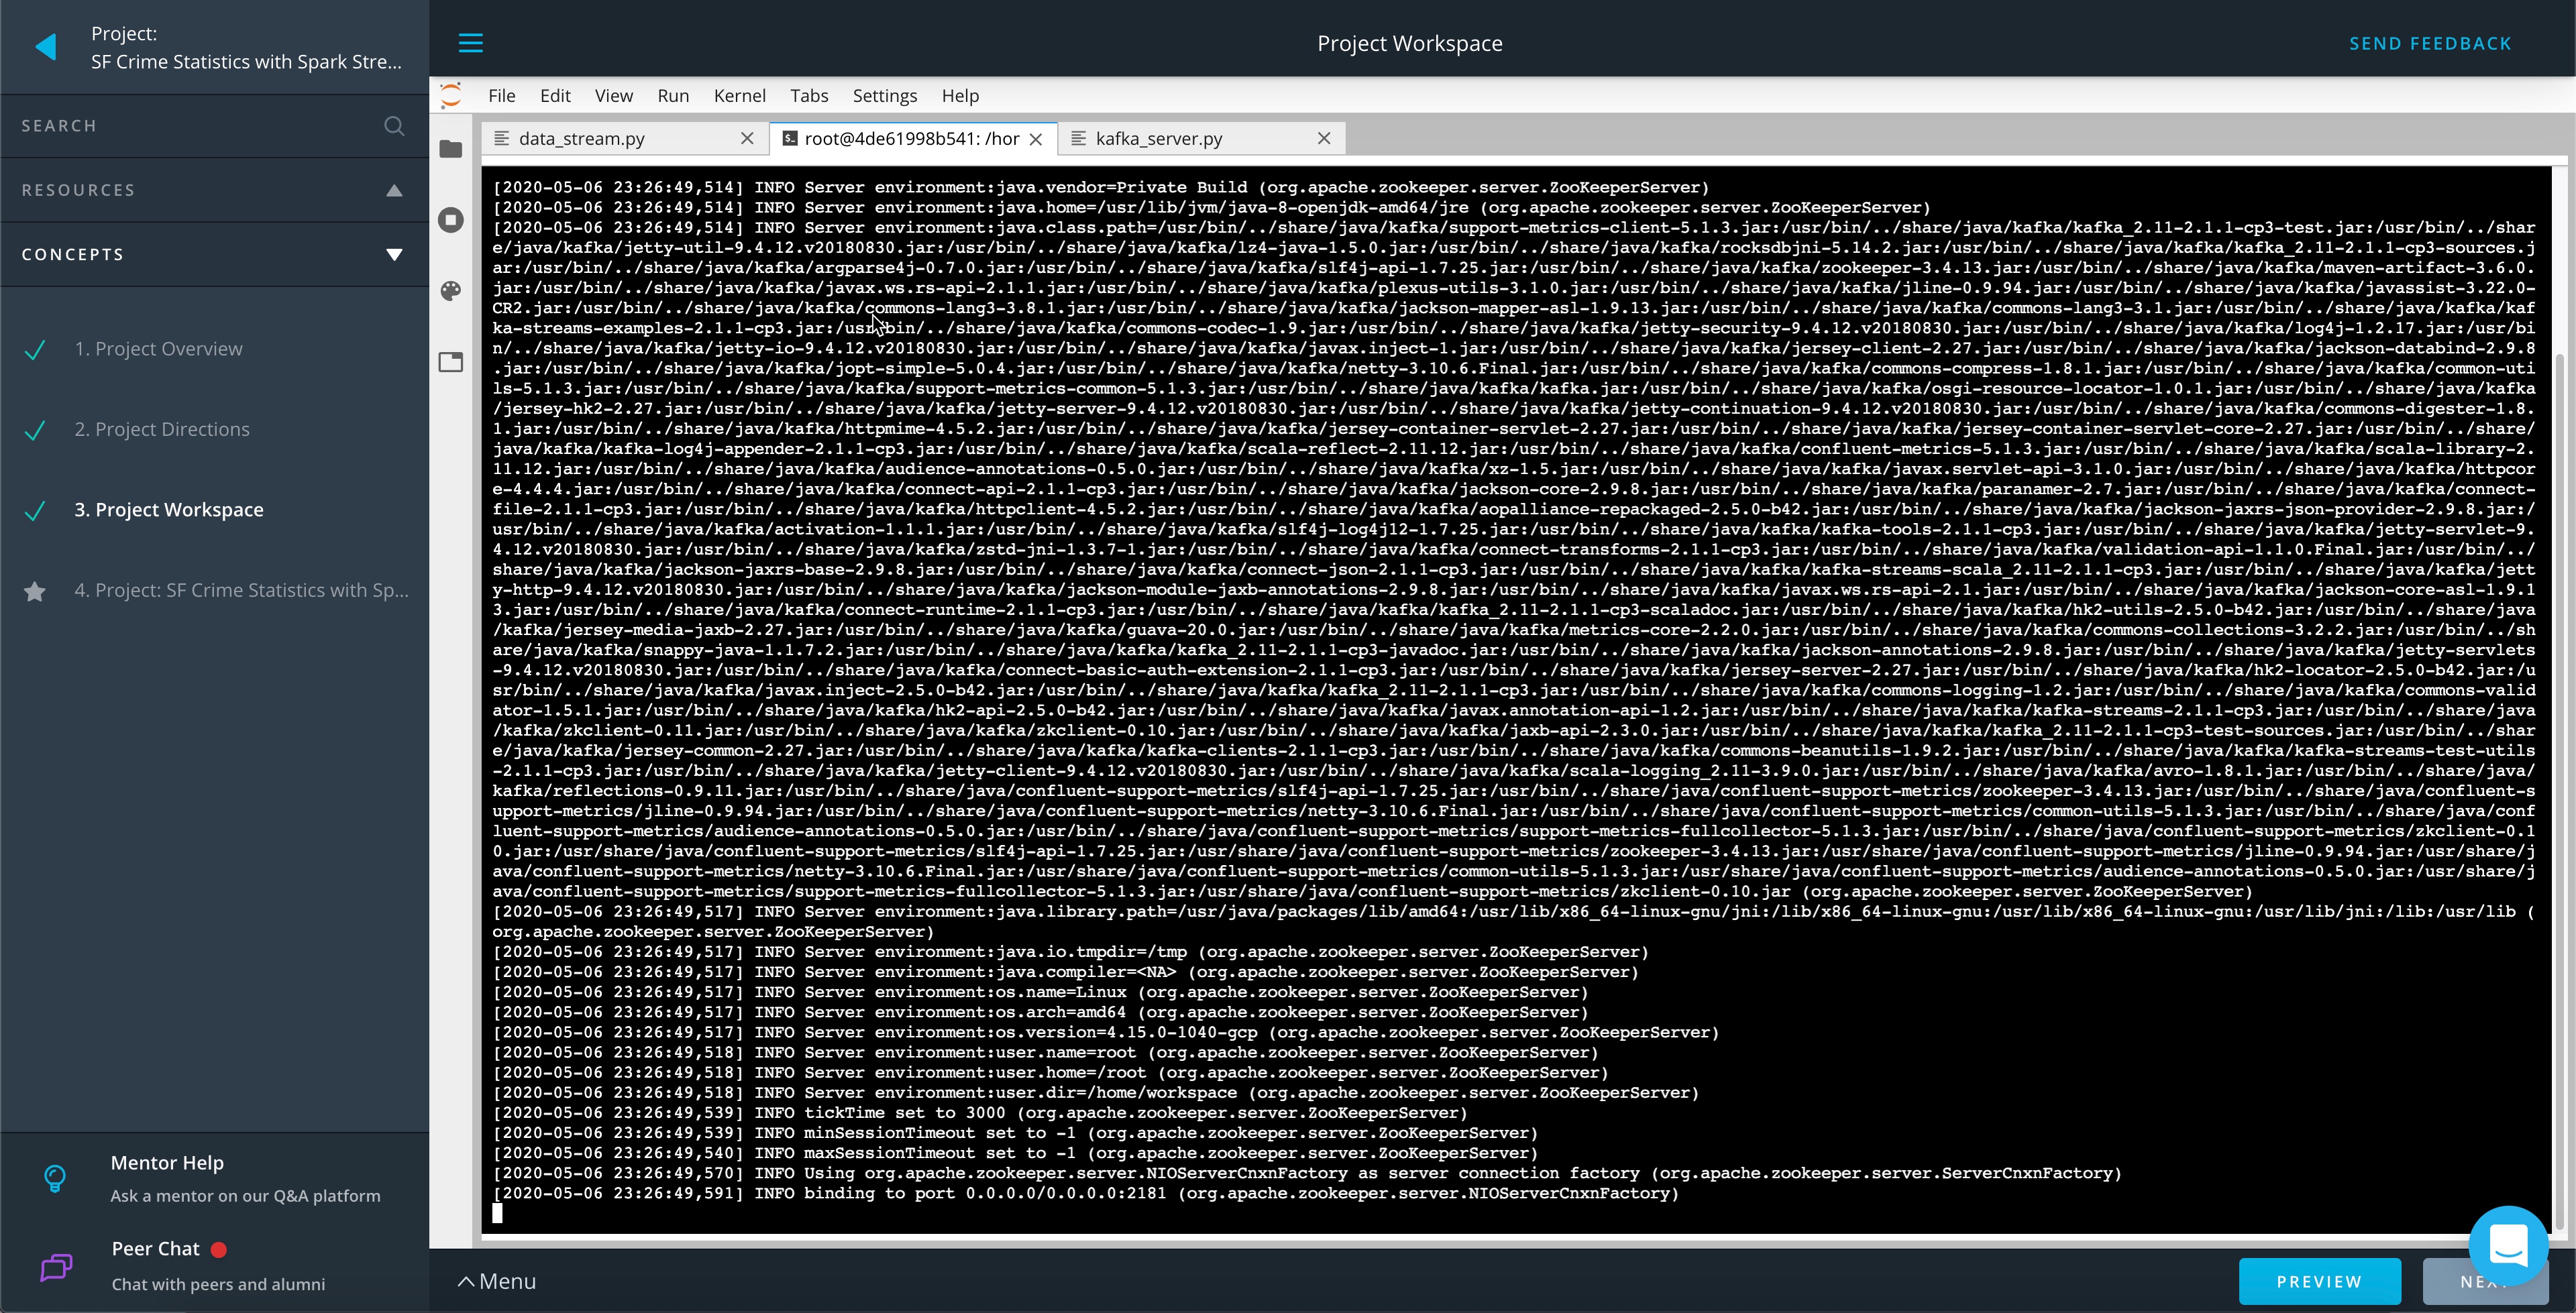 Project:
SF Crime Statistics with Spark Stre...
SEARCH
RESOURCES
CONCEPTS
1. Project Overview
2. Project Directions
3. Project Workspace
4. Project: SF Crime Statistics with Sp...
Mentor Help
Ask a mentor on our Q&A platform
Peer Chat
Chat with peers and alumni
Project Workspace
SEND FEEDBACK
File Edit View Run Kernel Tabs Settings Help
data_stream.py
root@4de61998b541: /hor
kafka_server.py
[2020-05-06 23:26:49,514] INFO Server environment:java.vendor=Private Build (org.apache.zookeeper.server.ZooKeeperServer)
[2020-05-06 23:26:49,514] INFO Server environment:java.home=/usr/lib/jvm/java-8-openjdk-amd64/jre (org.apache.zookeeper.server.ZooKeeperServer)
[2020-05-06 23:26:49,514] INFO Server environment:java.class.path=/usr/bin/../share/java/kafka/support-metrics-client-5.1.3.jar:/usr/bin/../share/java/kafka/kafka_2.11-2.1.1-cp3-test.jar:/usr/bin/../shar
e/java/kafka/jetty-util-9.4.12.v20180830.jar:/usr/bin/../share/java/kafka/lz4-java-1.5.0.jar:/usr/bin/../share/java/kafka/rocksdbjni-5.14.2.jar:/usr/bin/../share/java/kafka/kafka_2.11-2.1.1-cp3-sources.j
ar:/usr/bin/../share/java/kafka/argparse4j-0.7.0.jar:/usr/bin/../share/java/kafka/slf4j-api-1.7.25.jar:/usr/bin/../share/java/kafka/zookeeper-3.4.13.jar:/usr/bin/../share/java/kafka/maven-artifact-3.6.0.
jar:/usr/bin/../share/java/kafka/javax.ws.rs-api-2.1.1.jar:/usr/bin/../share/java/kafka/plexus-utils-3.1.0.jar:/usr/bin/../share/java/kafka/jline-0.9.94.jar:/usr/bin/../share/java/kafka/javassist-3.22.0-
CR2.jar:/usr/bin/../share/java/kafka/commons-lang3-3.8.1.jar:/usr/bin/../share/java/kafka/jackson-mapper-asl-1.9.13.jar:/usr/bin/../share/java/kafka/commons-lang3-3.1.jar:/usr/bin/../share/java/kafka/kaf
ka-streams-examples-2.1.1-cp3.jar:/usr/bin/../share/java/kafka/commons-codec-1.9.jar:/usr/bin/../share/java/kafka/jetty-security-9.4.12.v20180830.jar:/usr/bin/../share/java/kafka/log4j-1.2.17.jar:/usr/bi
n/../share/java/kafka/jetty-io-9.4.12.v20180830.jar:/usr/bin/../share/java/kafka/javax.inject-1.jar:/usr/bin/../share/java/kafka/jersey-client-2.27.jar:/usr/bin/../share/java/kafka/jackson-databind-2.9.8
.jar:/usr/bin/../share/java/kafka/jopt-simple-5.0.4.jar:/usr/bin/../share/java/kafka/netty-3.10.6.Final.jar:/usr/bin/../share/java/kafka/commons-compress-1.8.1.jar:/usr/bin/../share/java/kafka/common-uti
ls-5.1.3.jar:/usr/bin/../share/java/kafka/support-metrics-common-5.1.3.jar:/usr/bin/../share/java/kafka/kafka.jar:/usr/bin/../share/java/kafka/osgi-resource-locator-1.0.1.jar:/usr/bin/../share/java/kafka
/jersey-hk2-2.27.jar:/usr/bin/../share/java/kafka/jetty-server-9.4.12.v20180830.jar:/usr/bin/../share/java/kafka/jetty-continuation-9.4.12.v20180830.jar:/usr/bin/../share/java/kafka/commons-digester-1.8.
1.jar:/usr/bin/../share/java/kafka/httpmime-4.5.2.jar:/usr/bin/../share/java/kafka/jersey-container-servlet-2.27.jar:/usr/bin/../share/java/kafka/jersey-container-servlet-core-2.27.jar:/usr/bin/../share/
java/kafka/kafka-log4j-appender-2.1.1-cp3.jar:/usr/bin/../share/java/kafka/scala-reflect-2.11.12.jar:/usr/bin/../share/java/kafka/confluent-metrics-5.1.3.jar:/usr/bin/../share/java/kafka/scala-library-2.
11.12.jar:/usr/bin/../share/java/kafka/audience-annotations-0.5.0.jar:/usr/bin/../share/java/kafka/xz-1.5.jar:/usr/bin/../share/java/kafka/javax.servlet-api-3.1.0.jar:/usr/bin/../share/java/kafka/httpcor
e-4.4.4.jar:/usr/bin/../share/java/kafka/connect-api-2.1.1-cp3.jar:/usr/bin/../share/java/kafka/jackson-core-2.9.8.jar:/usr/bin/../share/java/kafka/paranamer-2.7.jar:/usr/bin/../share/java/kafka/connect-
file-2.1.1-cp3.jar:/usr/bin/../share/java/kafka/httpclient-4.5.2.jar:/usr/bin/../share/java/kafka/aopalliance-repackaged-2.5.0-b42.jar:/usr/bin/../share/java/kafka/jackson-jaxrs-json-provider-2.9.8.jar:/
usr/bin/../share/java/kafka/activation-1.1.1.jar:/usr/bin/../share/java/kafka/slf4j-log4j12-1.7.25.jar:/usr/bin/../share/java/kafka/kafka-tools-2.1.1-cp3.jar:/usr/bin/../share/java/kafka/jetty-servlet-9.
4.12.v20180830.jar:/usr/bin/../share/java/kafka/zstd-jni-1.3.7-1.jar:/usr/bin/../share/java/kafka/connect-transforms-2.1.1-cp3.jar:/usr/bin/../share/java/kafka/validation-api-1.1.0.Final.jar:/usr/bin/../
share/java/kafka/jackson-jaxrs-base-2.9.8.jar:/usr/bin/../share/java/kafka/connect-json-2.1.1-cp3.jar:/usr/bin/../share/java/kafka/kafka-streams-scala_2.11-2.1.1-cp3.jar:/usr/bin/../share/java/kafka/jett
y-http-9.4.12.v20180830.jar:/usr/bin/../share/java/kafka/jackson-module-jaxb-annotations-2.9.8.jar:/usr/bin/../share/java/kafka/javax.ws.rs-api-2.1.jar:/usr/bin/../share/java/kafka/jackson-core-asl-1.9.1
3.jar:/usr/bin/../share/java/kafka/connect-runtime-2.1.1-cp3.jar:/usr/bin/../share/java/kafka/kafka_2.11-2.1.1-cp3-scaladoc.jar:/usr/bin/../share/java/kafka/hk2-utils-2.5.0-b42.jar:/usr/bin/../share/java
/kafka/jersey-media-jaxb-2.27.jar:/usr/bin/../share/java/kafka/guava-20.0.jar:/usr/bin/../share/java/kafka/metrics-core-2.2.0.jar:/usr/bin/../share/java/kafka/commons-collections-3.2.2.jar:/usr/bin/../sh
are/java/kafka/snappy-java-1.1.7.2.jar:/usr/bin/../share/java/kafka/kafka_2.11-2.1.1-cp3-javadoc.jar:/usr/bin/../share/java/kafka/jackson-annotations-2.9.8.jar:/usr/bin/../share/java/kafka/jetty-servlets
-9.4.12.v20180830.jar:/usr/bin/../share/java/kafka/connect-basic-auth-extension-2.1.1-cp3.jar:/usr/bin/../share/java/kafka/jersey-server-2.27.jar:/usr/bin/../share/java/kafka/hk2-locator-2.5.0-b42.jar:/u
sr/bin/../share/java/kafka/javax.inject-2.5.0-b42.jar:/usr/bin/../share/java/kafka/kafka_2.11-2.1.1-cp3.jar:/usr/bin/../share/java/kafka/commons-logging-1.2.jar:/usr/bin/../share/java/kafka/commons-valid
ator-1.5.1.jar:/usr/bin/../share/java/kafka/hk2-api-2.5.0-b42.jar:/usr/bin/../share/java/kafka/javax.annotation-api-1.2.jar:/usr/bin/../share/java/kafka/kafka-streams-2.1.1-cp3.jar:/usr/bin/../share/java
/kafka/zkclient-0.11.jar:/usr/bin/../share/java/kafka/zkclient-0.10.jar:/usr/bin/../share/java/kafka/jaxb-api-2.3.0.jar:/usr/bin/../share/java/kafka/kafka_2.11-2.1.1-cp3-test-sources.jar:/usr/bin/../shar
e/java/kafka/jersey-common-2.27.jar:/usr/bin/../share/java/kafka/kafka-clients-2.1.1-cp3.jar:/usr/bin/../share/java/kafka/commons-beanutils-1.9.2.jar:/usr/bin/../share/java/kafka/kafka-streams-test-utils
-2.1.1-cp3.jar:/usr/bin/../share/java/kafka/jetty-client-9.4.12.v20180830.jar:/usr/bin/../share/java/kafka/scala-logging_2.11-3.9.0.jar:/usr/bin/../share/java/kafka/avro-1.8.1.jar:/usr/bin/../share/java/
kafka/reflections-0.9.11.jar:/usr/bin/../share/java/confluent-support-metrics/slf4j-api-1.7.25.jar:/usr/bin/../share/java/confluent-support-metrics/zookeeper-3.4.13.jar:/usr/bin/../share/java/confluent-s
upport-metrics/jline-0.9.94.jar:/usr/bin/../share/java/confluent-support-metrics/netty-3.10.6.Final.jar:/usr/bin/../share/java/confluent-support-metrics/common-utils-5.1.3.jar:/usr/bin/../share/java/conf
luent-support-metrics/audience-annotations-0.5.0.jar:/usr/bin/../share/java/confluent-support-metrics/support-metrics-fullcollector-5.1.3.jar:/usr/bin/../share/java/confluent-support-metrics/zkclient-0.1
0.jar:/usr/share/java/confluent-support-metrics/slf4j-api-1.7.25.jar:/usr/share/java/confluent-support-metrics/zookeeper-3.4.13.jar:/usr/share/java/confluent-support-metrics/jline-0.9.94.jar:/usr/share/j
ava/confluent-support-metrics/netty-3.10.6.Final.jar:/usr/share/java/confluent-support-metrics/common-utils-5.1.3.jar:/usr/share/java/confluent-support-metrics/audience-annotations-0.5.0.jar:/usr/share/j
ava/confluent-support-metrics/support-metrics-fullcollector-5.1.3.jar:/usr/share/java/confluent-support-metrics/zkclient-0.10.jar (org.apache.zookeeper.server.ZooKeeperServer)
[2020-05-06 23:26:49,517] INFO Server environment:java.library.path=/usr/java/packages/lib/amd64:/usr/lib/x86_64-linux-gnu/jni:/lib/x86_64-linux-gnu:/usr/lib/x86_64-linux-gnu:/usr/lib/jni:/lib:/usr/lib (
org.apache.zookeeper.server.ZooKeeperServer)
[2020-05-06 23:26:49,517] INFO Server environment:java.io.tmpdir=/tmp (org.apache.zookeeper.server.ZooKeeperServer)
[2020-05-06 23:26:49,517] INFO Server environment:java.compiler=<NA> (org.apache.zookeeper.server.ZooKeeperServer)
[2020-05-06 23:26:49,517] INFO Server environment:os.name=Linux (org.apache.zookeeper.server.ZooKeeperServer)
[2020-05-06 23:26:49,517] INFO Server environment:os.arch=amd64 (org.apache.zookeeper.server.ZooKeeperServer)
[2020-05-06 23:26:49,517] INFO Server environment:os.version=4.15.0-1040-gcp (org.apache.zookeeper.server.ZooKeeperServer)
[2020-05-06 23:26:49,518] INFO Server environment:user.name=root (org.apache.zookeeper.server.ZooKeeperServer)
[2020-05-06 23:26:49,518] INFO Server environment:user.home=/root (org.apache.zookeeper.server.ZooKeeperServer)
[2020-05-06 23:26:49,518] INFO Server environment:user.dir=/home/workspace (org.apache.zookeeper.server.ZooKeeperServer)
[2020-05-06 23:26:49,539] INFO tickTime set to 3000 (org.apache.zookeeper.server.ZooKeeperServer)
[2020-05-06 23:26:49,539] INFO minSessionTimeout set to -1 (org.apache.zookeeper.server.ZooKeeperServer)
[2020-05-06 23:26:49,540] INFO maxSessionTimeout set to -1 (org.apache.zookeeper.server.ZooKeeperServer)
[2020-05-06 23:26:49,570] INFO Using org.apache.zookeeper.server.NIOServerCnxnFactory as server connection factory (org.apache.zookeeper.server.ServerCnxnFactory)
[2020-05-06 23:26:49,591] INFO binding to port 0.0.0.0/0.0.0.0:2181 (org.apache.zookeeper.server.NIOServerCnxnFactory)
Menu
PREVIEW